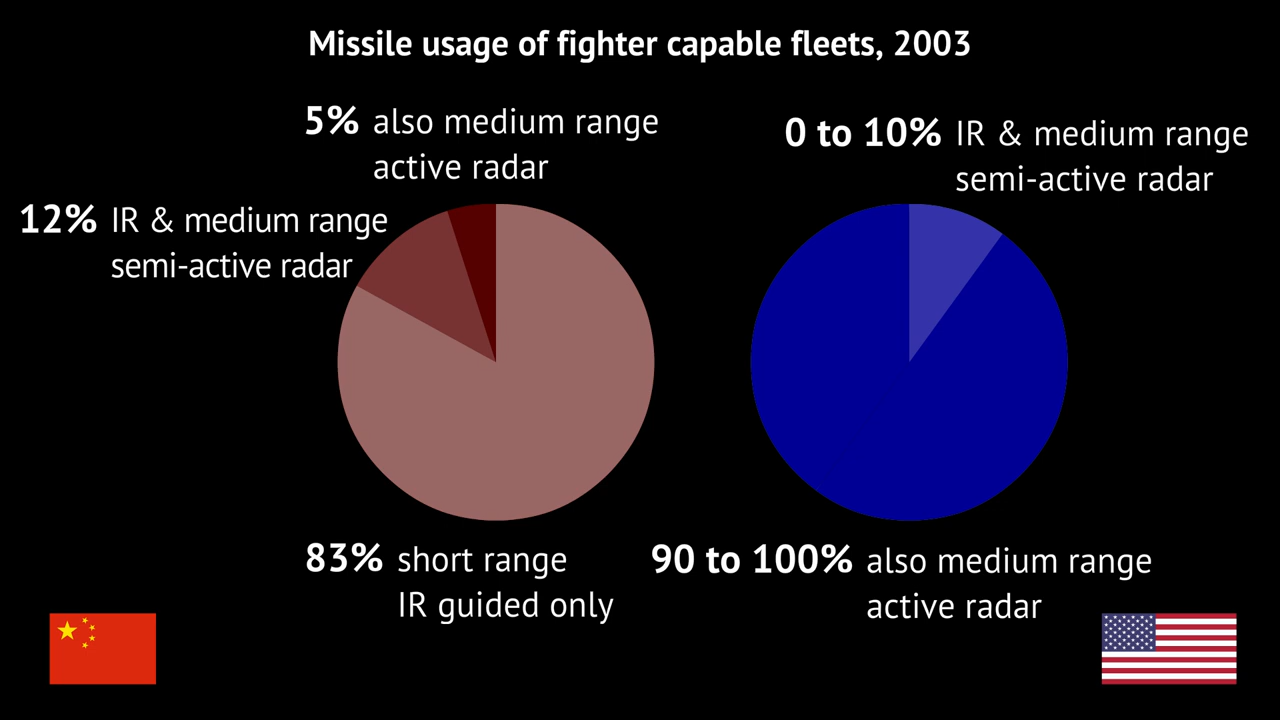 Missile usage of fighter capable fleets, 2003
5% also medium range
active radar
12% IR & medium range
semi-active radar
83% short range
IR guided only
0 to 10% IR & medium range
semi-active radar
90 to 100% also medium range
active radar